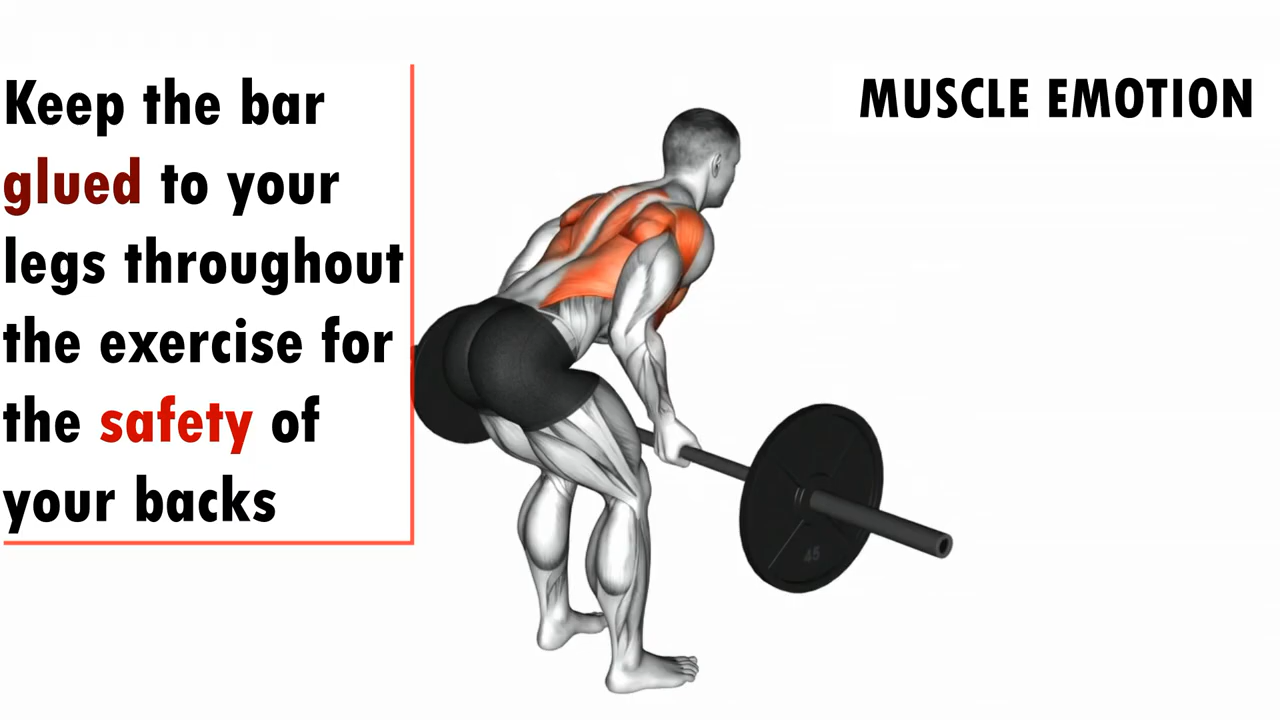 Keep the bar
glued to your
legs throughout
the exercise for
the safety of
your backs
MUSCLE EMOTION
45